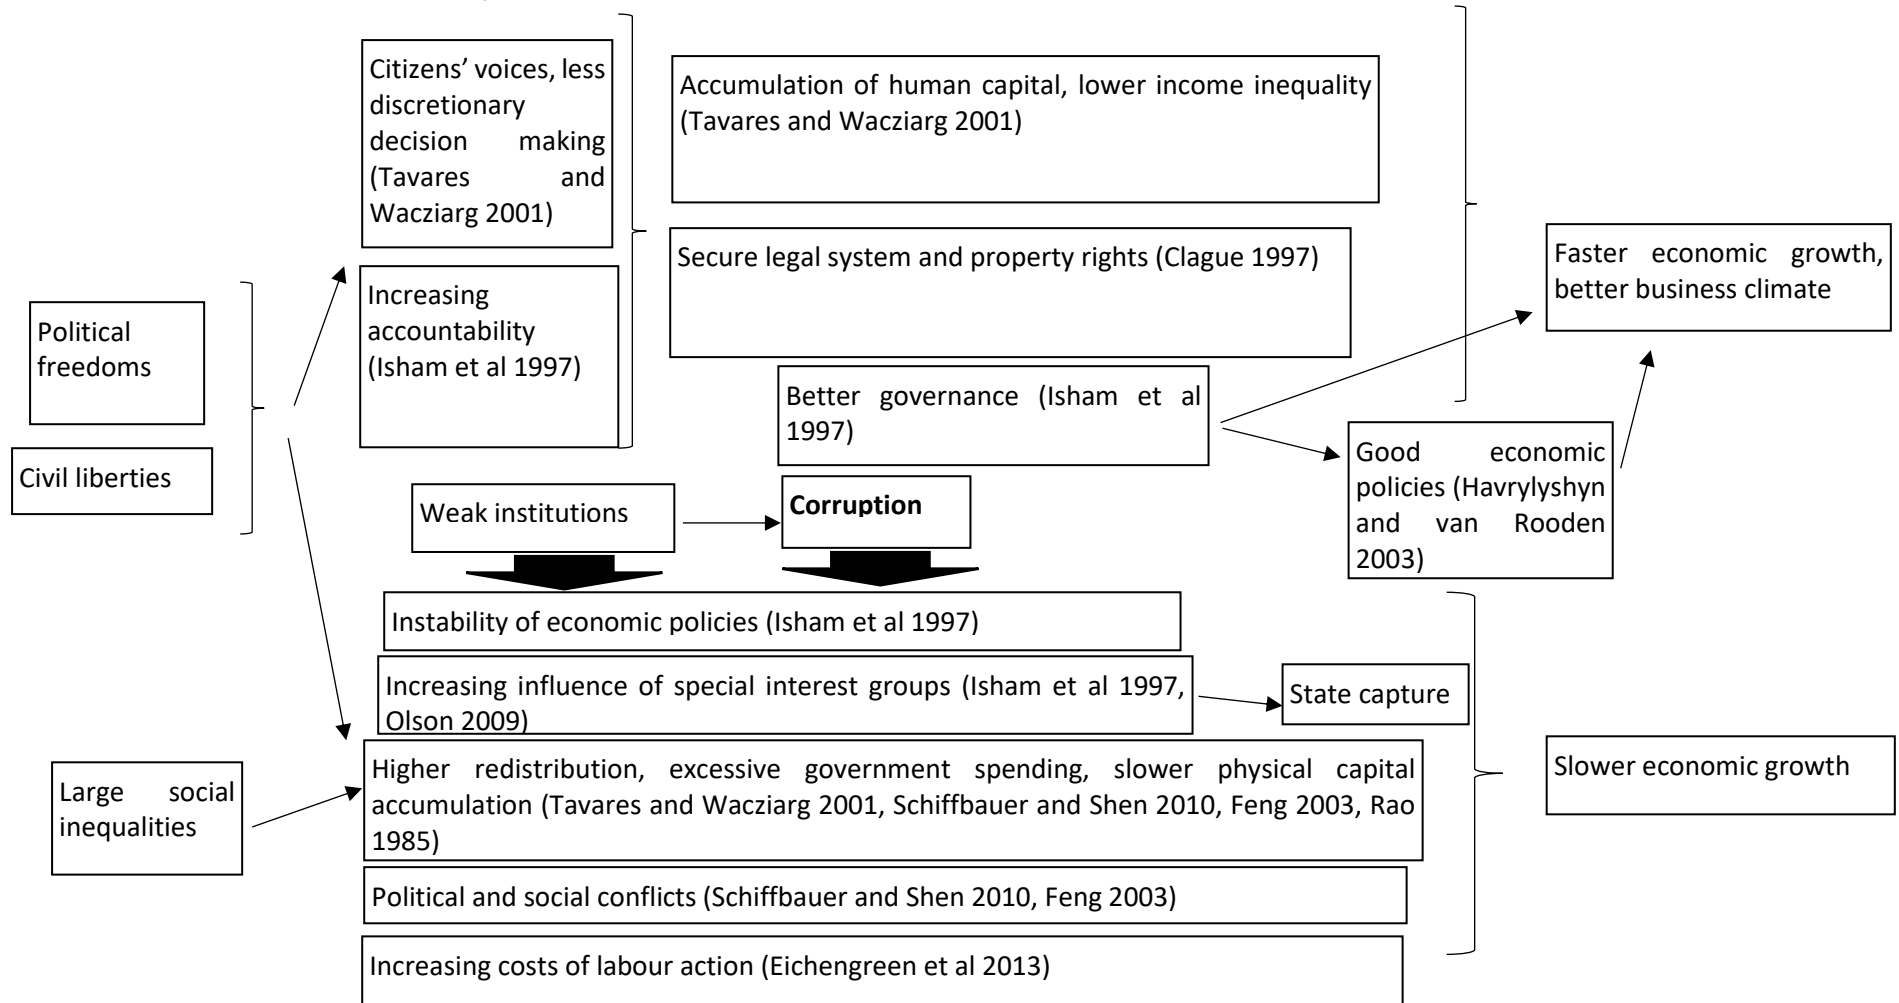 Citizens' voices, less
discretionary
decision making
(Tavares and
Wacziarg 2001)
Accumulation of human capital, lower income inequality
(Tavares and Wacziarg 2001)
Secure legal system and property rights (Clague 1997)
Faster economic growth,
better business climate
Increasing
accountability
(Isham et al 1997)
Political
freedoms
Civil liberties
Better governance (Isham et al
1997)
Good economic
policies (Havrylyshyn
and van Rooden
2003)
Weak institutions
Corruption
Instability of economic policies (Isham et al 1997)
Increasing influence of special interest groups (Isham et al 1997,
Olson 2009)
State capture
Large social
inequalities
Higher redistribution, excessive government spending, slower physical capital
accumulation (Tavares and Wacziarg 2001, Schiffbauer and Shen 2010, Feng 2003, Rao
1985)
Slower economic growth
Political and social conflicts (Schiffbauer and Shen 2010, Feng 2003)
Increasing costs of labour action (Eichengreen et al 2013)